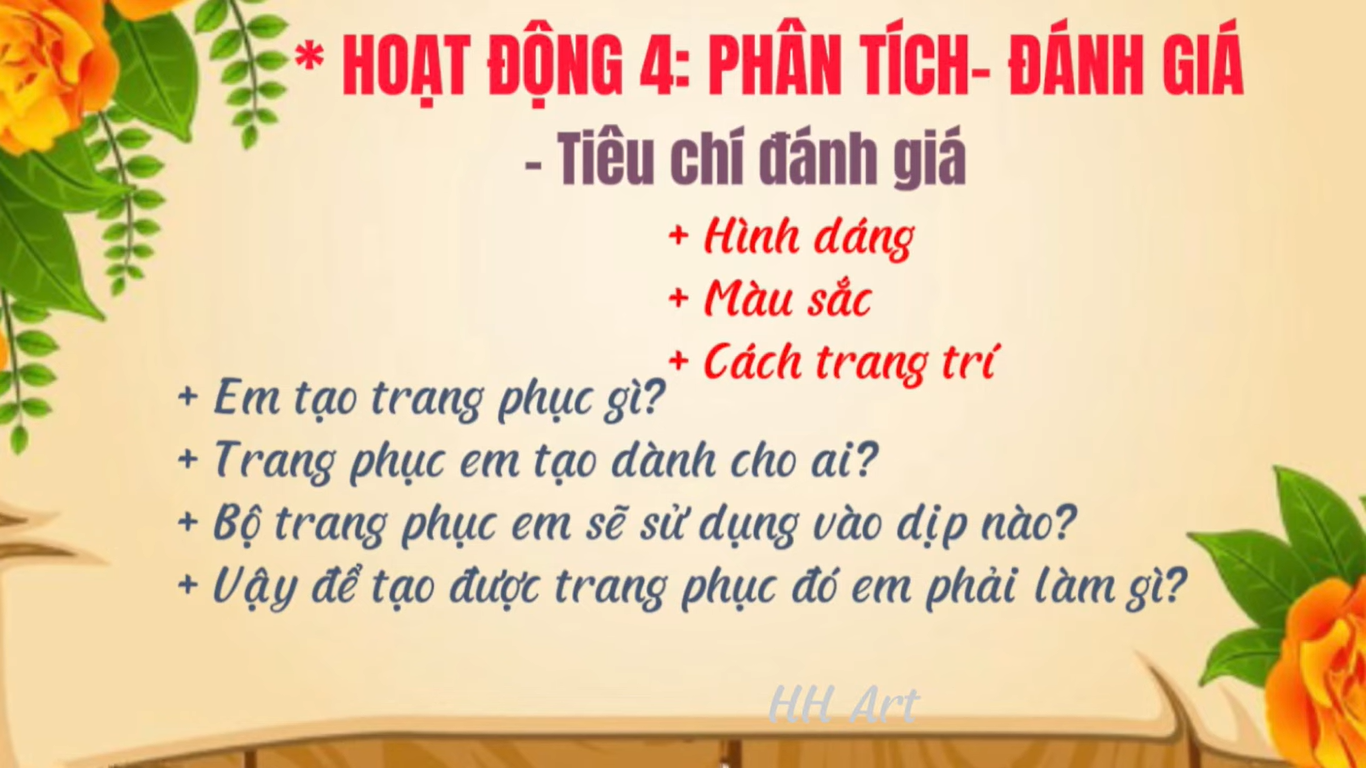 * HOẠT ĐỘNG 4: PHÂN TÍCH- ĐÁNH GIÁ
- Tiêu chí đánh giá
+ Hình dáng
+ Màu sắc
+ Cách trang trí
+ Em tạo trang phục gì?
+ Trang phục em tạo dành cho ai?
+ Bộ trang phục em sẽ sử dụng vào dịp nào?
+ Vậy để tạo được trang phục đó em phải làm gì?
HH Art